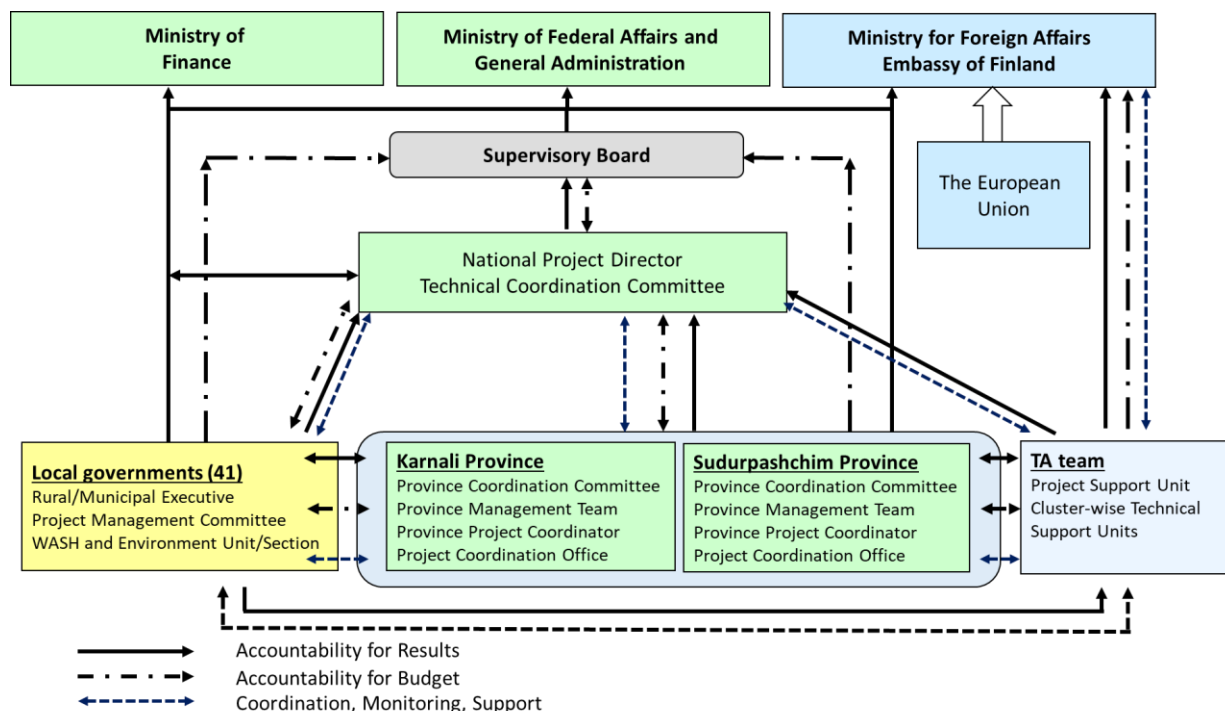 Ministry of
Finance
Ministry of Federal Affairs and
General Administration
Ministry for Foreign Affairs
Embassy of Finland
Supervisory Board
The European
Union
National Project Director
Technical Coordination Committee
Local governments (41)
Rural/Municipal Executive
Project Management Committee
WASH and Environment Unit/Section
Karnali Province
Province Coordination Committee
Province Management Team
Province Project Coordinator
Project Coordination Office
Sudurpashchim Province
Province Coordination Committee
Province Management Team
Province Project Coordinator
Project Coordination Office
TA team
Project Support Unit
Cluster-wise Technical
Support Units
Accountability for Results
Accountability for Budget
Coordination, Monitoring, Support